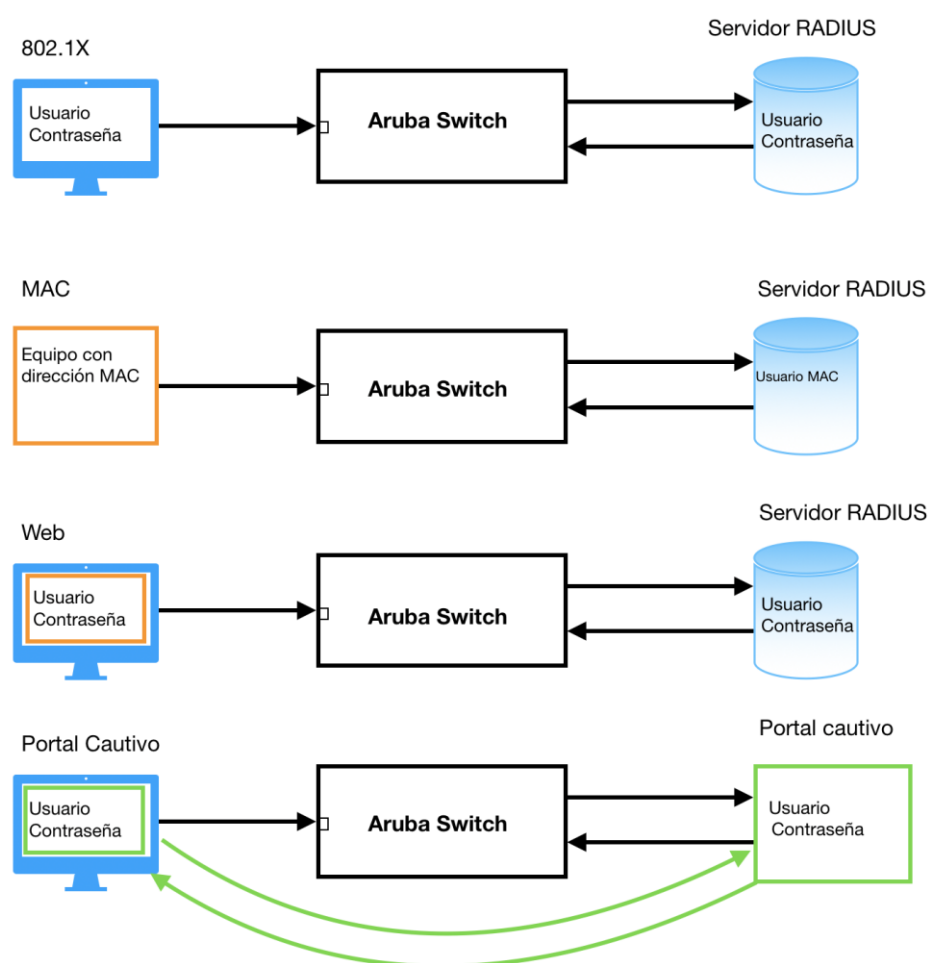 Servidor RADIUS
802.1X
Usuario
Contraseña
Aruba Switch
Usuario
Contraseña
MAC
Servidor RADIUS
Equipo con
dirección MAC
Aruba Switch
Usuario MAC
Servidor RADIUS
Web
Usuario
Contraseña
Aruba Switch
Usuario
Contraseña
Portal cautivo
Portal Cautivo
Usuario
Contraseña
Aruba Switch
Usuario
Contraseña